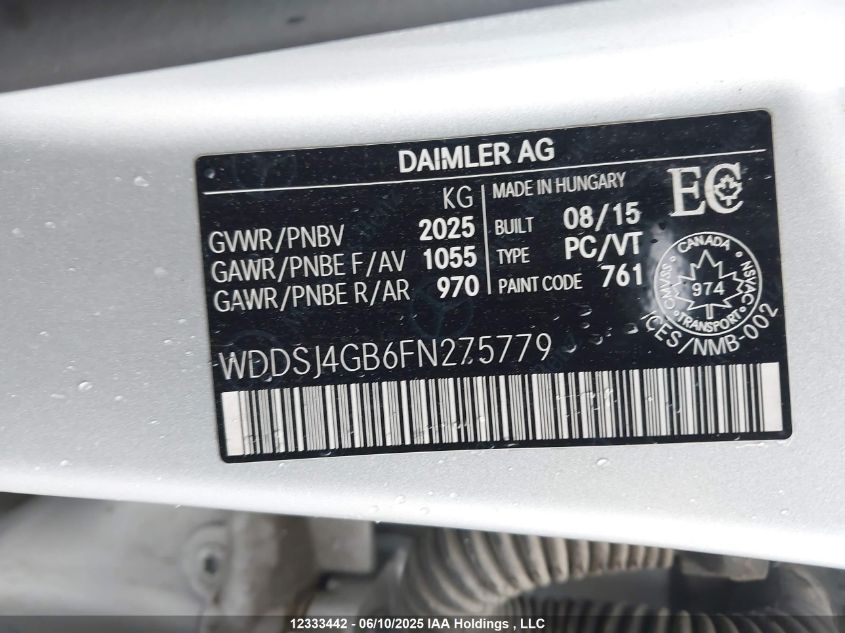 DAIMLER AG
KG
GVWR/PNBV 2025
GAWR/PNBE F/AV 1055
GAWR/PNBE R/AR 970
MADE IN HUNGARY
BUILT 08/15
TYPE PC/VT
PAINT CODE 761
EC
CANADA
CMVSS 974 NSVAC
TRANSPORT
ICES/NMB-002
WDDSJ4GB6FN275779
12333442 - 06/10/2025 IAA Holdings, LLC